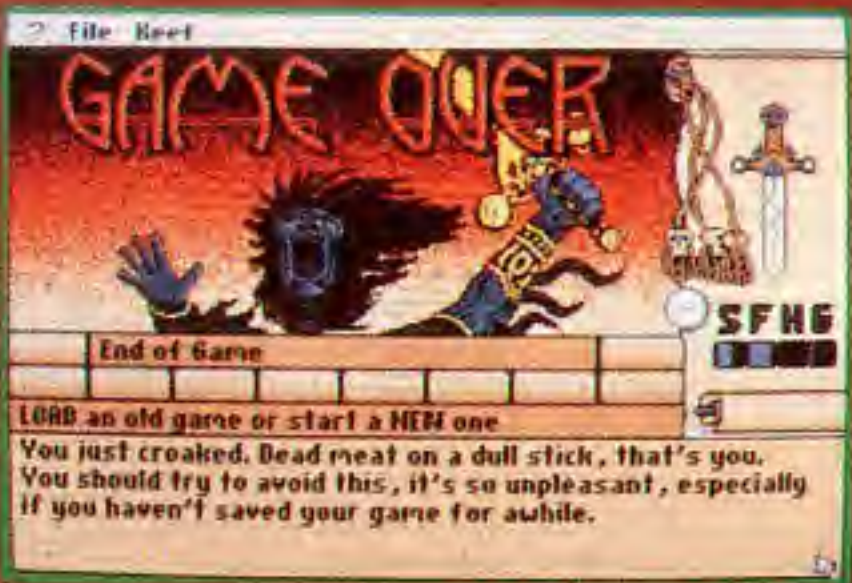 ? File Keef
GAME OVER
SFHG
End of Game
LOAD an old game or start a NEW one
You just croaked. Dead meat on a dull stick, that's you.
You should try to avoid this, it's so unpleasant, especially
if you haven't saved your game for awhile.